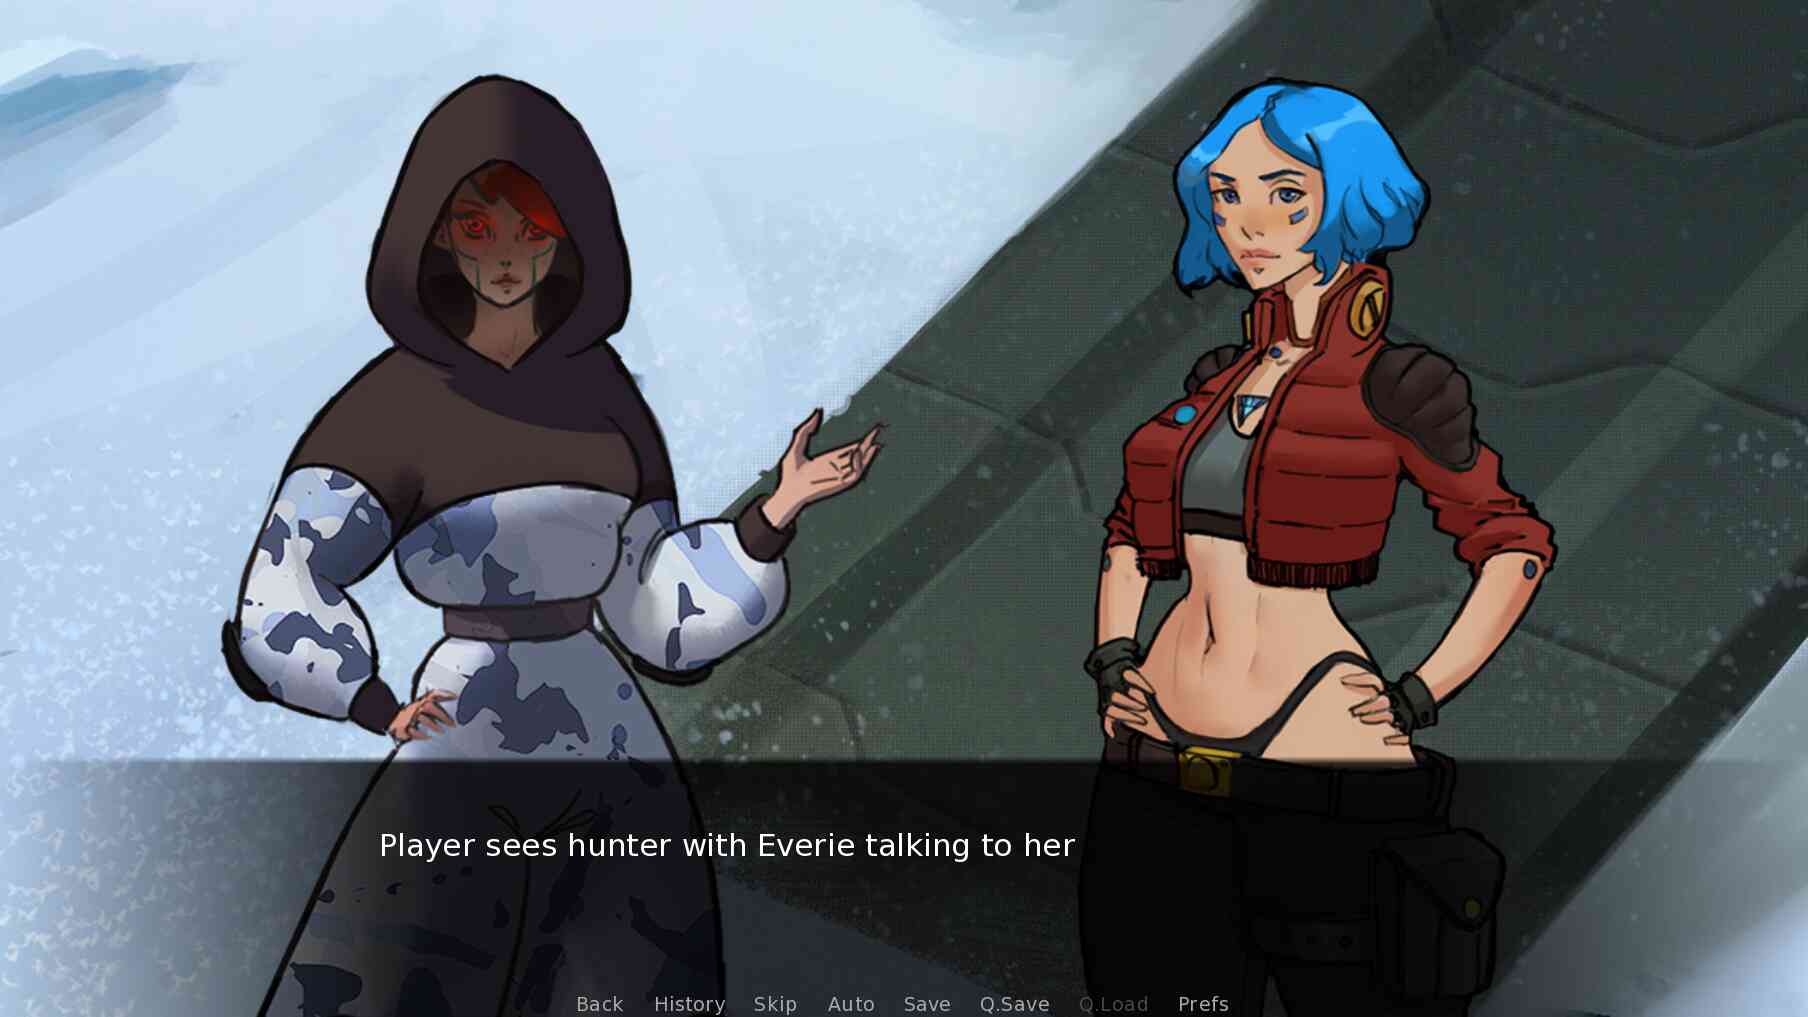 Player sees hunter with Everie talking to her
Back History Skip Auto Save Q.Save Q.Load Prefs